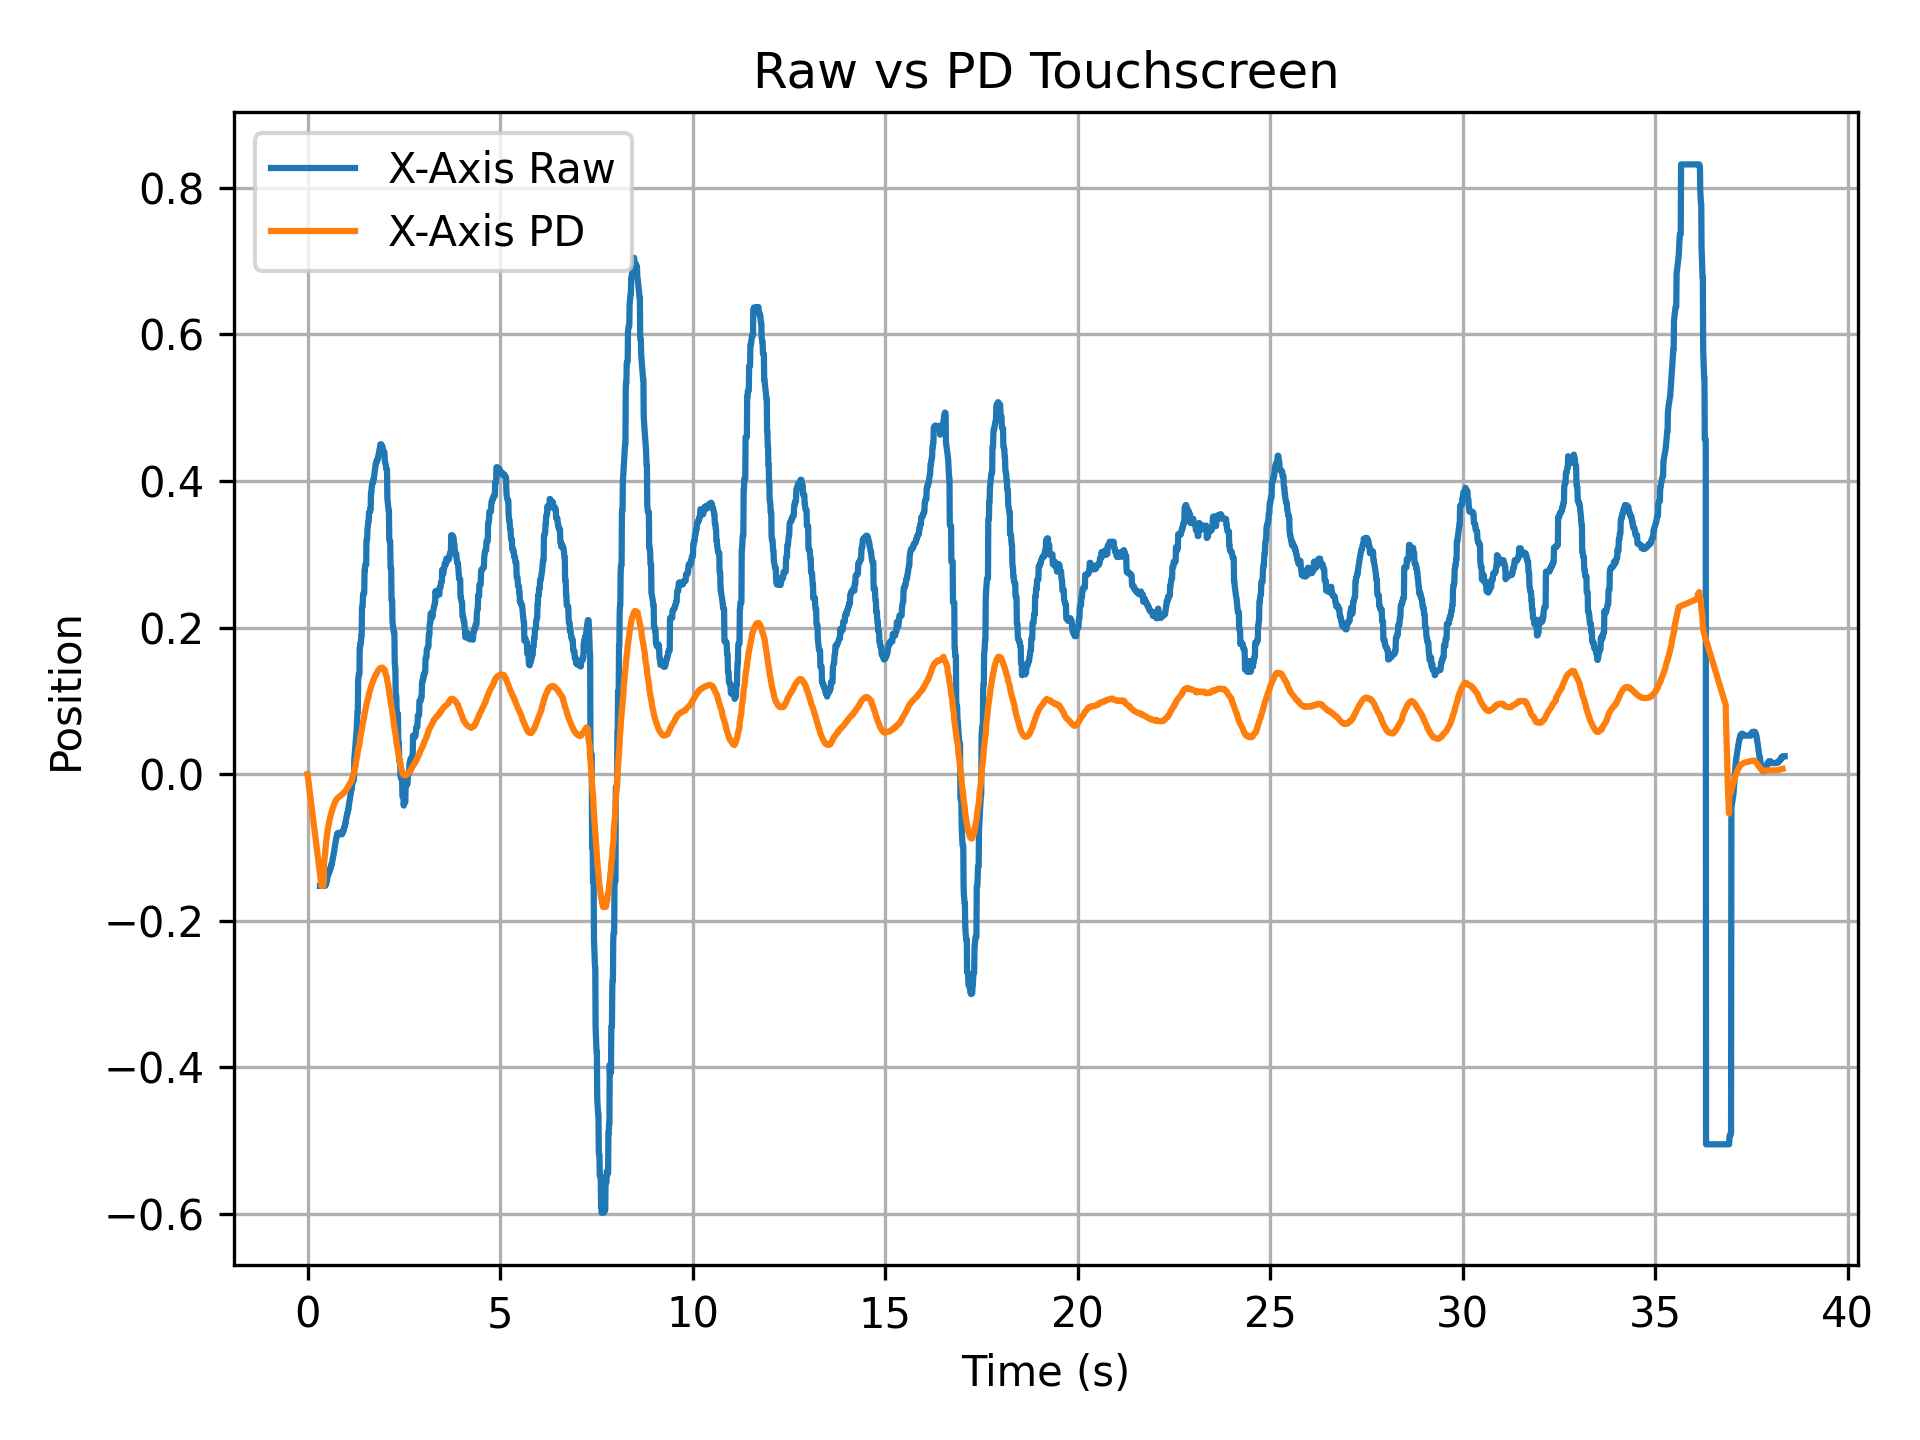 Raw vs PD Touchscreen
X-Axis Raw
X-Axis PD
Position
0.8
0.6
0.4
0.2
0.0
−0.2
−0.4
−0.6
0 5 10 15 20 25 30 35 40
Time (s)